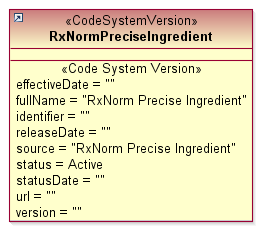 «CodeSystemVersion»
RxNormPreciseIngredient
«Code System Version»
effectiveDate = ""
fullName = "RxNorm Precise Ingredient"
identifier = ""
releaseDate = ""
source = "RxNorm Precise Ingredient"
status = Active
statusDate = ""
url = ""
version = ""